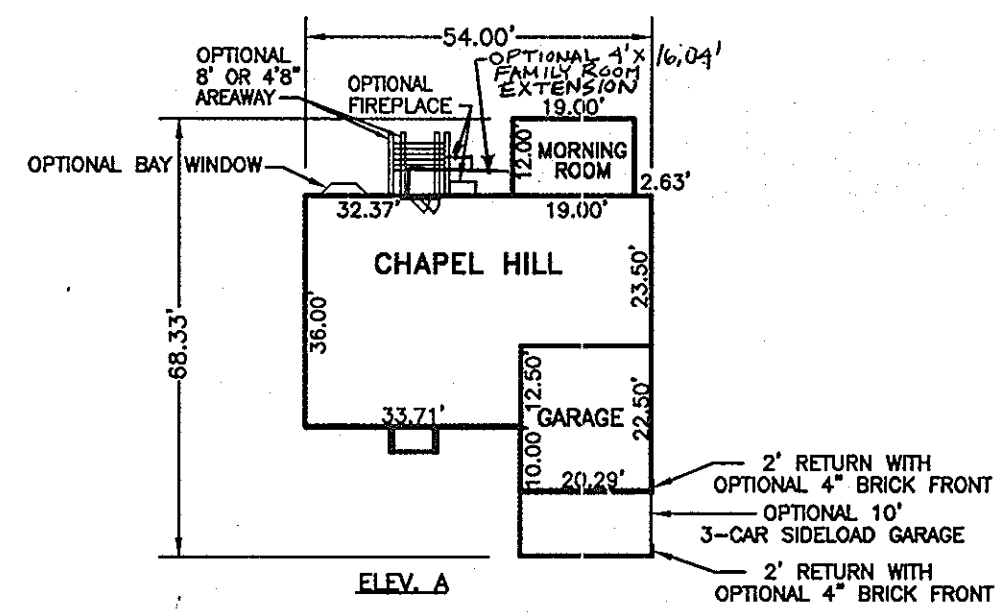 54.00'
OPTIONAL
8' OR 4'8"
AREAWAY
OPTIONAL
FIREPLACE
OPTIONAL 4' X 16.04'
FAMILY ROOM
EXTENSION
19.00'
12.00'
MORNING
ROOM
OPTIONAL BAY WINDOW
2.63'
32.37'
19.00'
CHAPEL HILL
23.50'
36.00'
68.33'
12.50'
GARAGE
22.50'
33.71'
10.00
20.29'
2' RETURN WITH
OPTIONAL 4" BRICK FRONT
OPTIONAL 10'
3-CAR SIDELOAD GARAGE
2' RETURN WITH
OPTIONAL 4" BRICK FRONT
ELEV. A